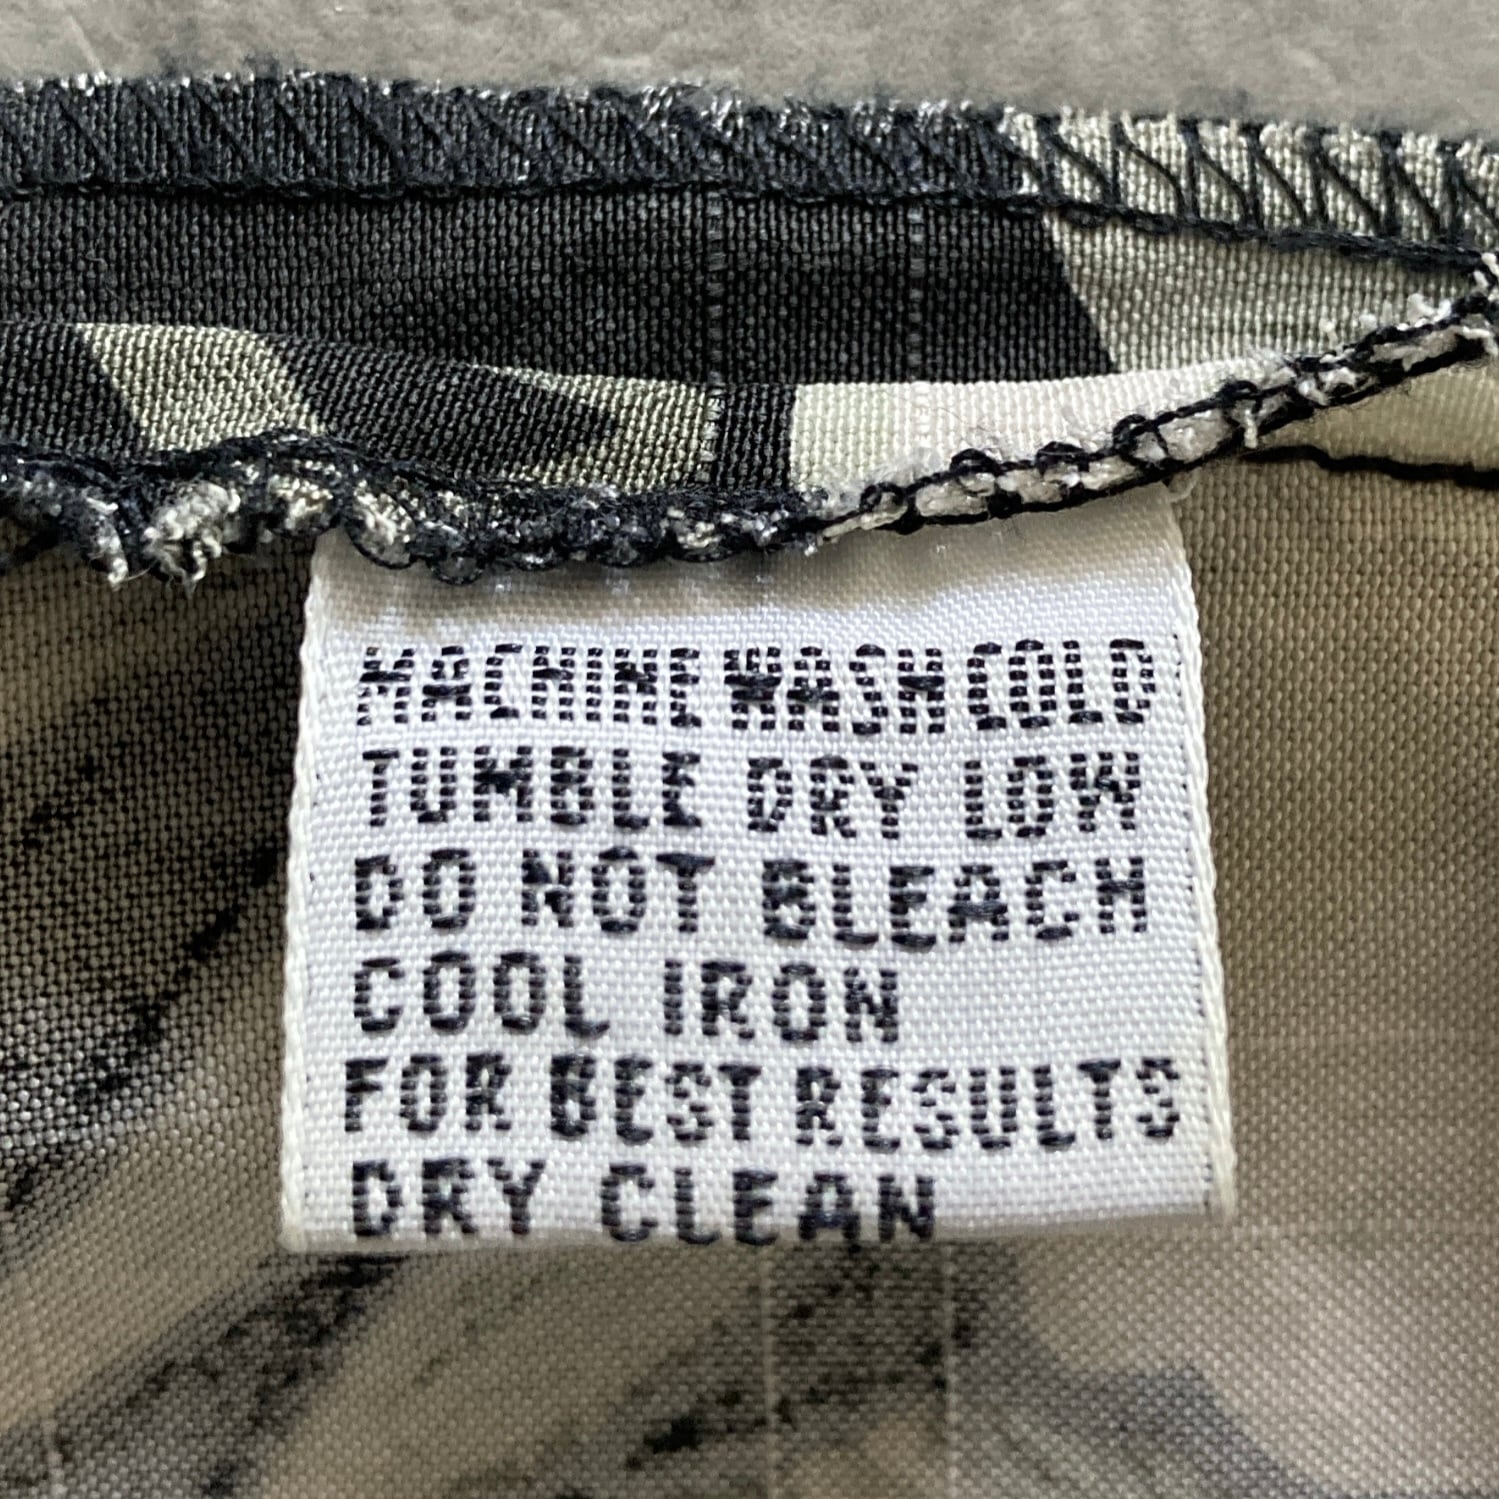 MACHINE WASH COLD
TUMBLE DRY LOW
DO NOT BLEACH
COOL IRON
FOR BEST RESULTS
DRY CLEAN